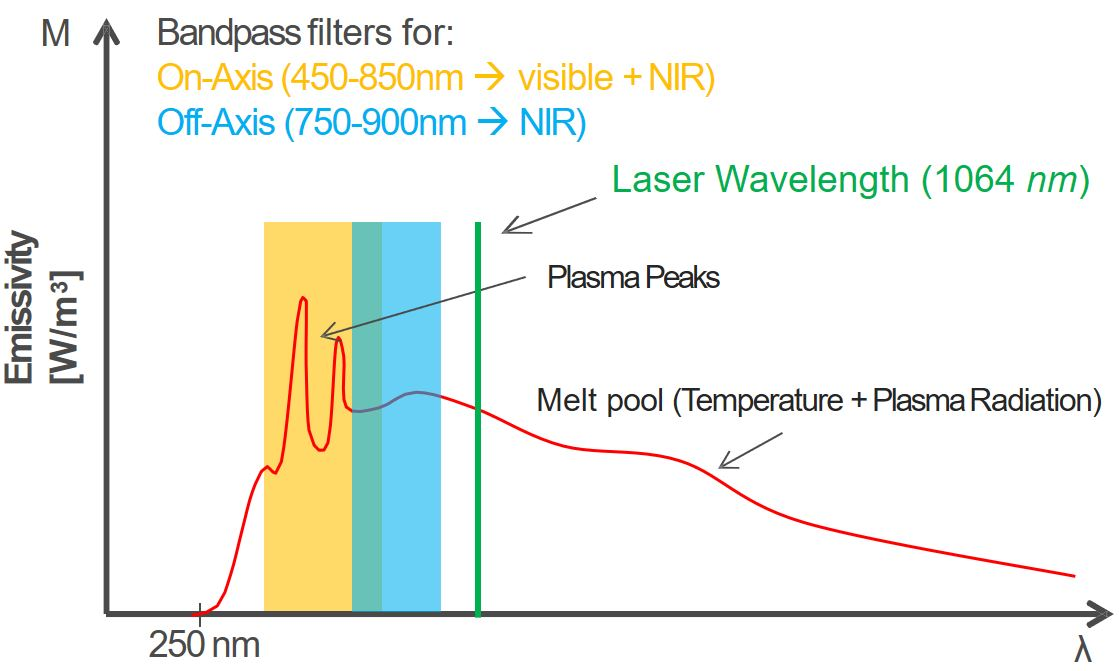 M
Bandpass filters for:
On-Axis (450-850nm → visible + NIR)
Off-Axis (750-900nm → NIR)
Laser Wavelength (1064 nm)
Plasma Peaks
Emissivity
[W/m³]
Melt pool (Temperature + Plasma Radiation)
250 nm
λ